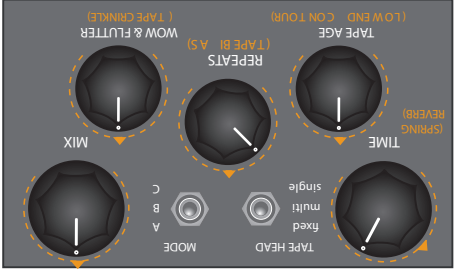 TAPE HEAD
MODE
fixed
multi
single
A
B
C
TIME
(SPRING
REVERB)
MIX
REPEATS
(TAPE BIAS)
TAPE AGE
(LOW END CONTOUR)
WOW & FLUTTER
(TAPE CRINKLE)